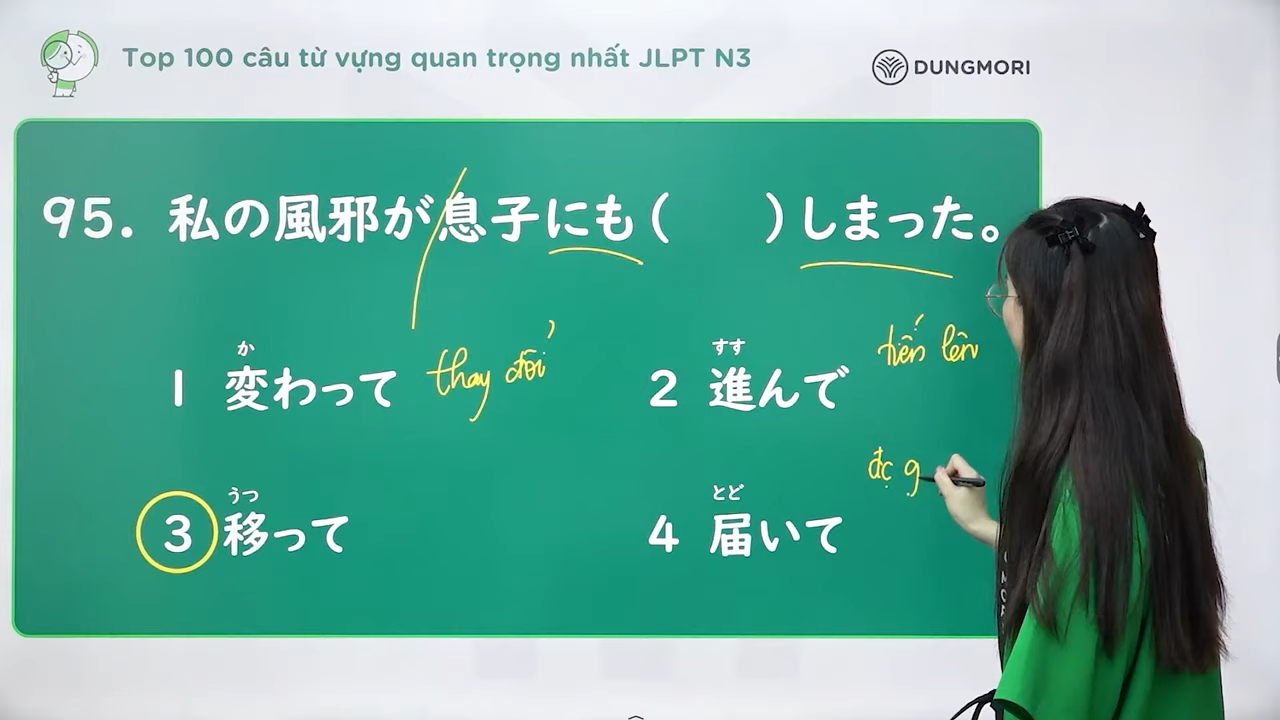 Top 100 câu từ vựng quan trọng nhất JLPT N3
DUNGMORI
95. 私の風邪が息子にも( )しまった。
か
1 変わって
thay đổi
すす
2 進んで
tiến lên
うつ
3 移って
とど
4 届いて
đc g